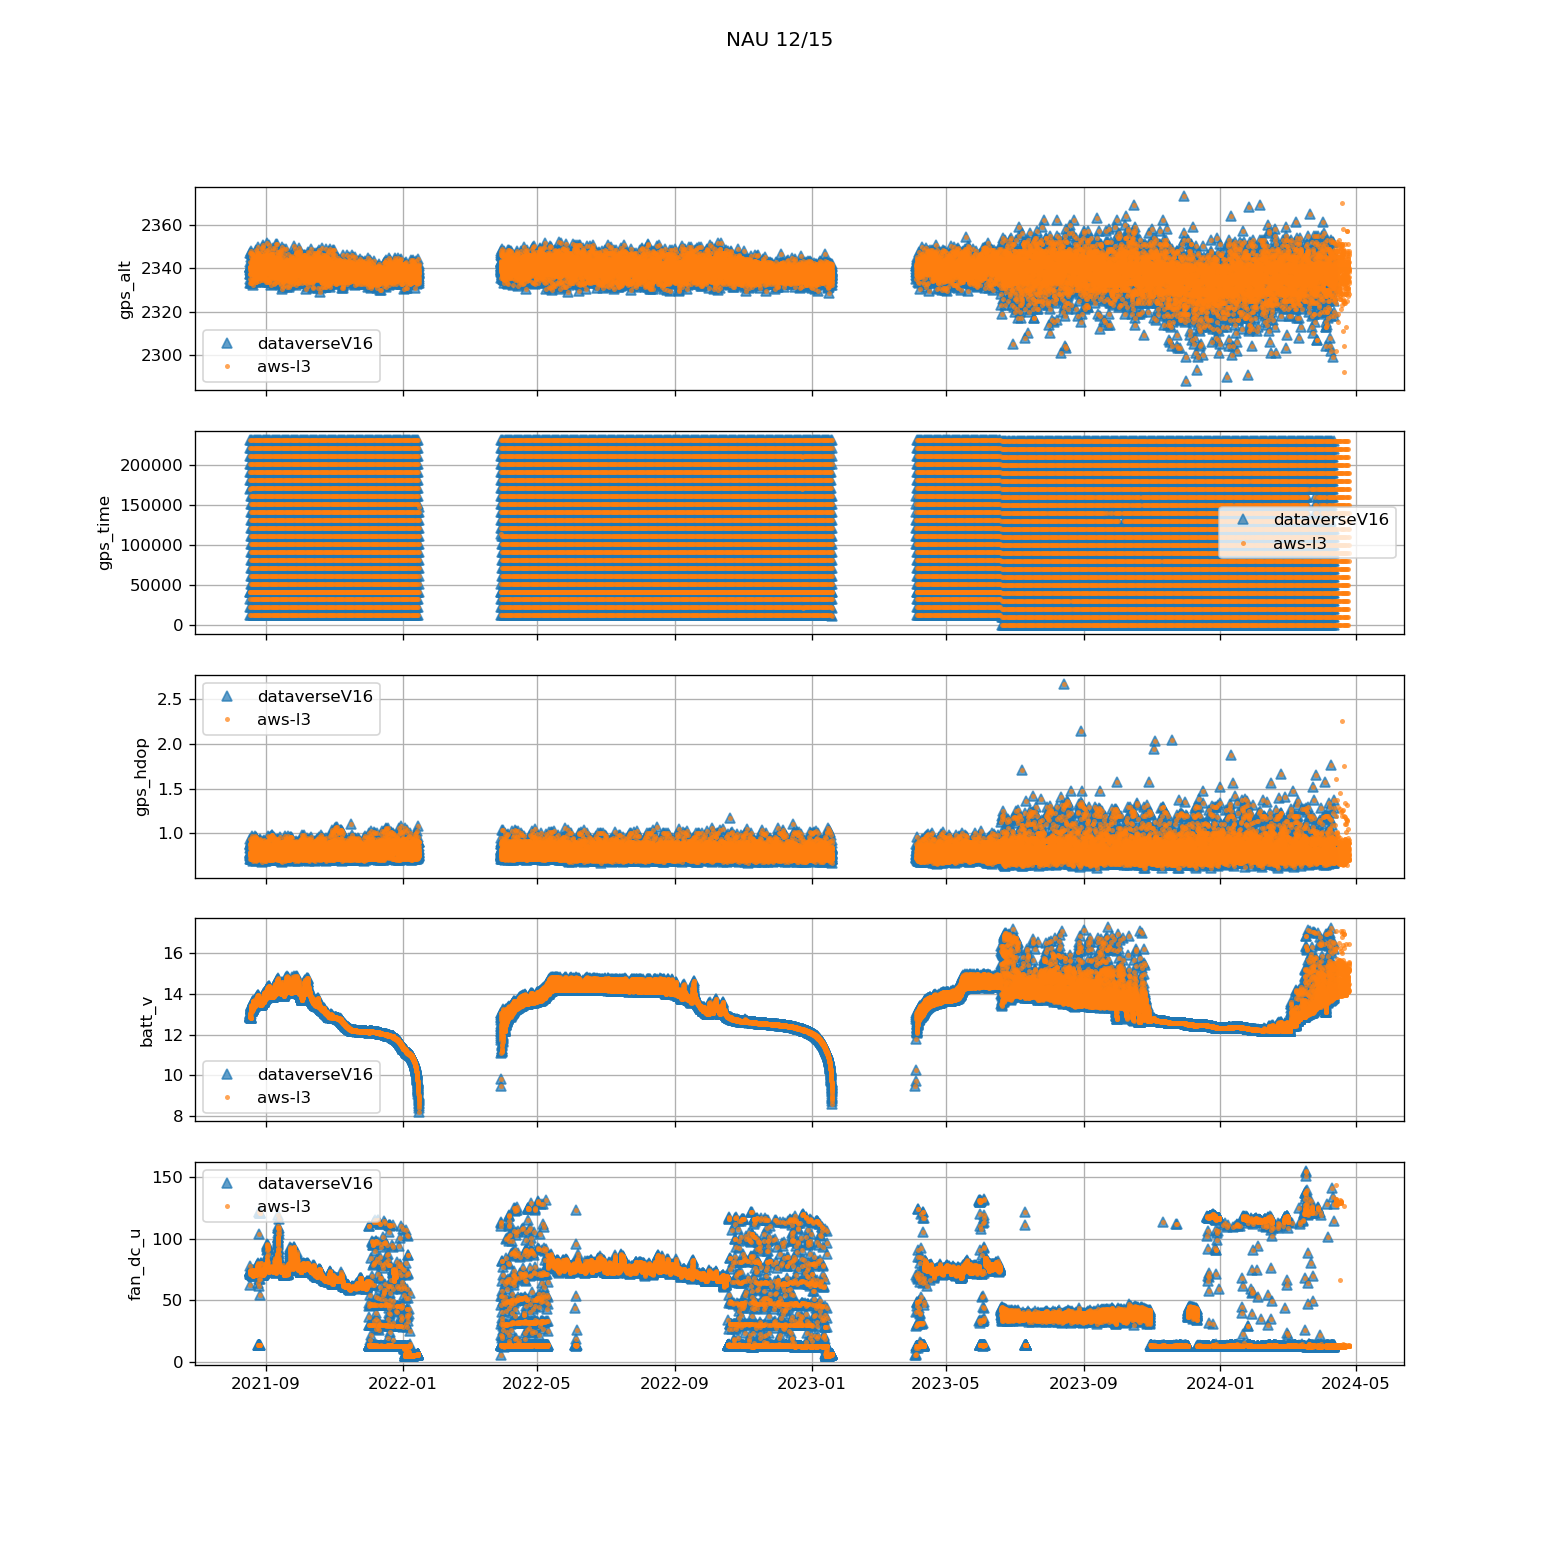 NAU 12/15
gps_alt
2360
2340
2320
2300
dataverseV16
aws-l3
gps_time
200000
150000
100000
50000
0
dataverseV16
aws-l3
gps_hdop
2.5
2.0
1.5
1.0
dataverseV16
aws-l3
batt_v
16
14
12
10
8
dataverseV16
aws-l3
fan_dc_u
150
100
50
0
dataverseV16
aws-l3
2021-09 2022-01 2022-05 2022-09 2023-01 2023-05 2023-09 2024-01 2024-05